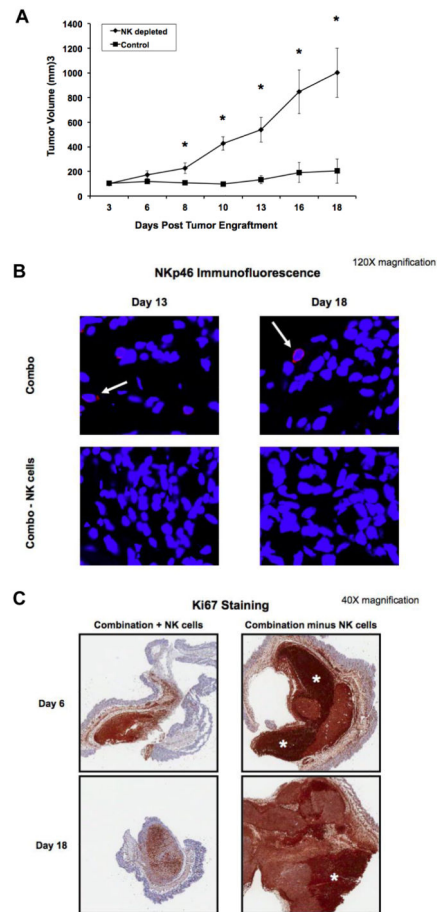 A
NK depleted
Control
Tumor Volume (mm)3
1400
1200
1000
800
600
400
200
0
* * * * * *
3 6 8 10 13 16 18
Days Post Tumor Engraftment
B
120X magnification
NKp46 Immunofluorescence
Day 13 Day 18
Combo
Combo - NK cells
C
40X magnification
Ki67 Staining
Combination + NK cells Combination minus NK cells
Day 6
* *
Day 18
*